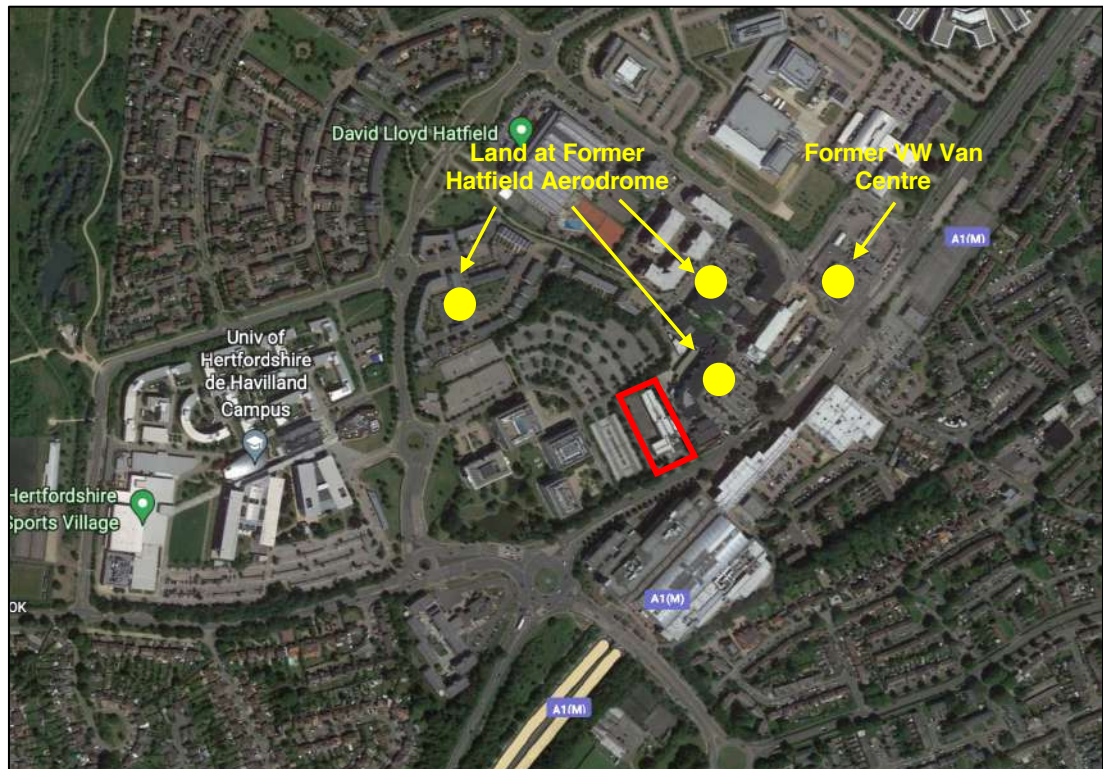 David Lloyd Hatfield
Land at Former
Hatfield Aerodrome
Former VW Van
Centre
A1(M)
Univ of
Hertfordshire
de Havilland
Campus
Hertfordshire
Sports Village
OK
A1(M)
A1(M)